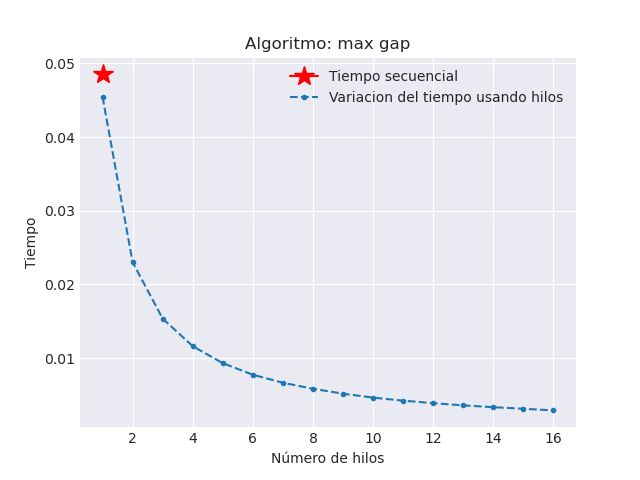 Algoritmo: max gap
Tiempo secuencial
Variacion del tiempo usando hilos
0.05
0.04
0.03
0.02
0.01
Tiempo
2 4 6 8 10 12 14 16
Número de hilos